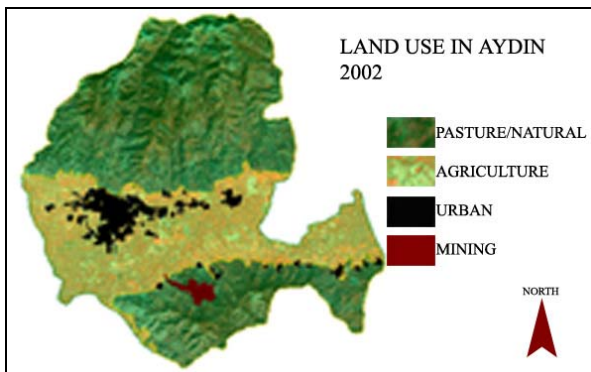 LAND USE IN AYDIN
2002
PASTURE/NATURAL
AGRICULTURE
URBAN
MINING
NORTH